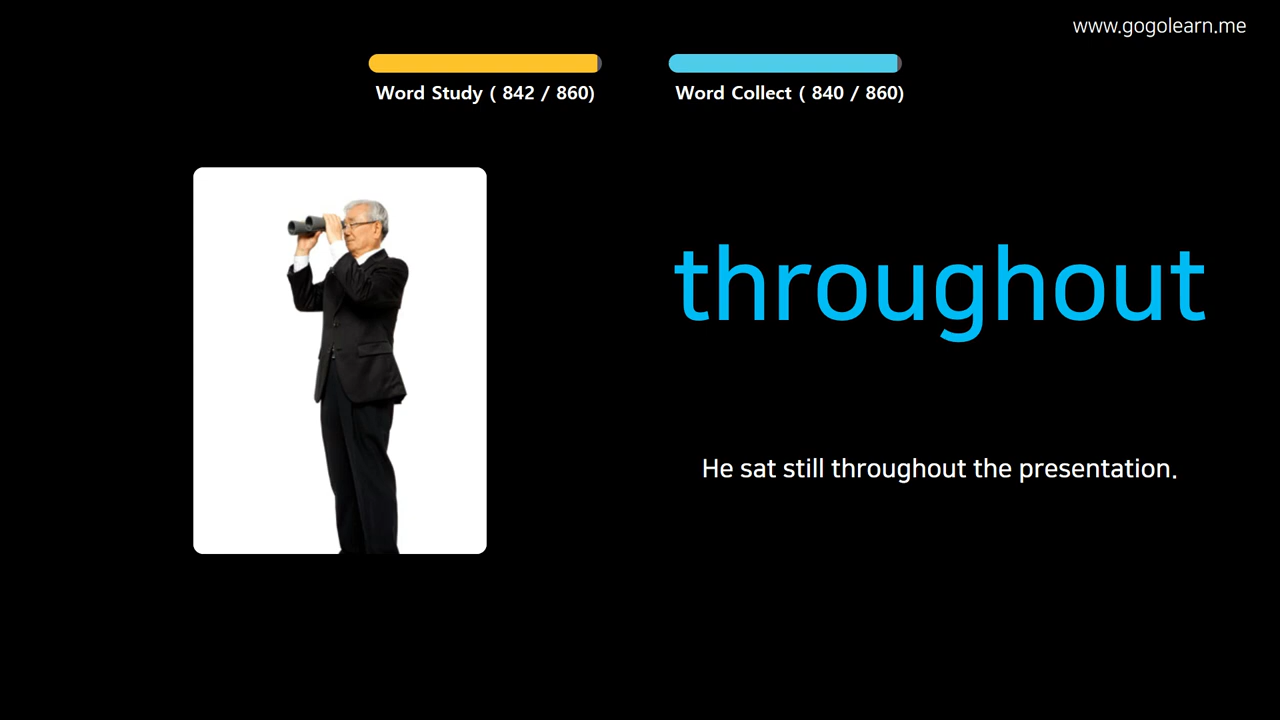 www.gogolearn.me
Word Study ( 842 / 860)
Word Collect ( 840 / 860)
throughout
He sat still throughout the presentation.